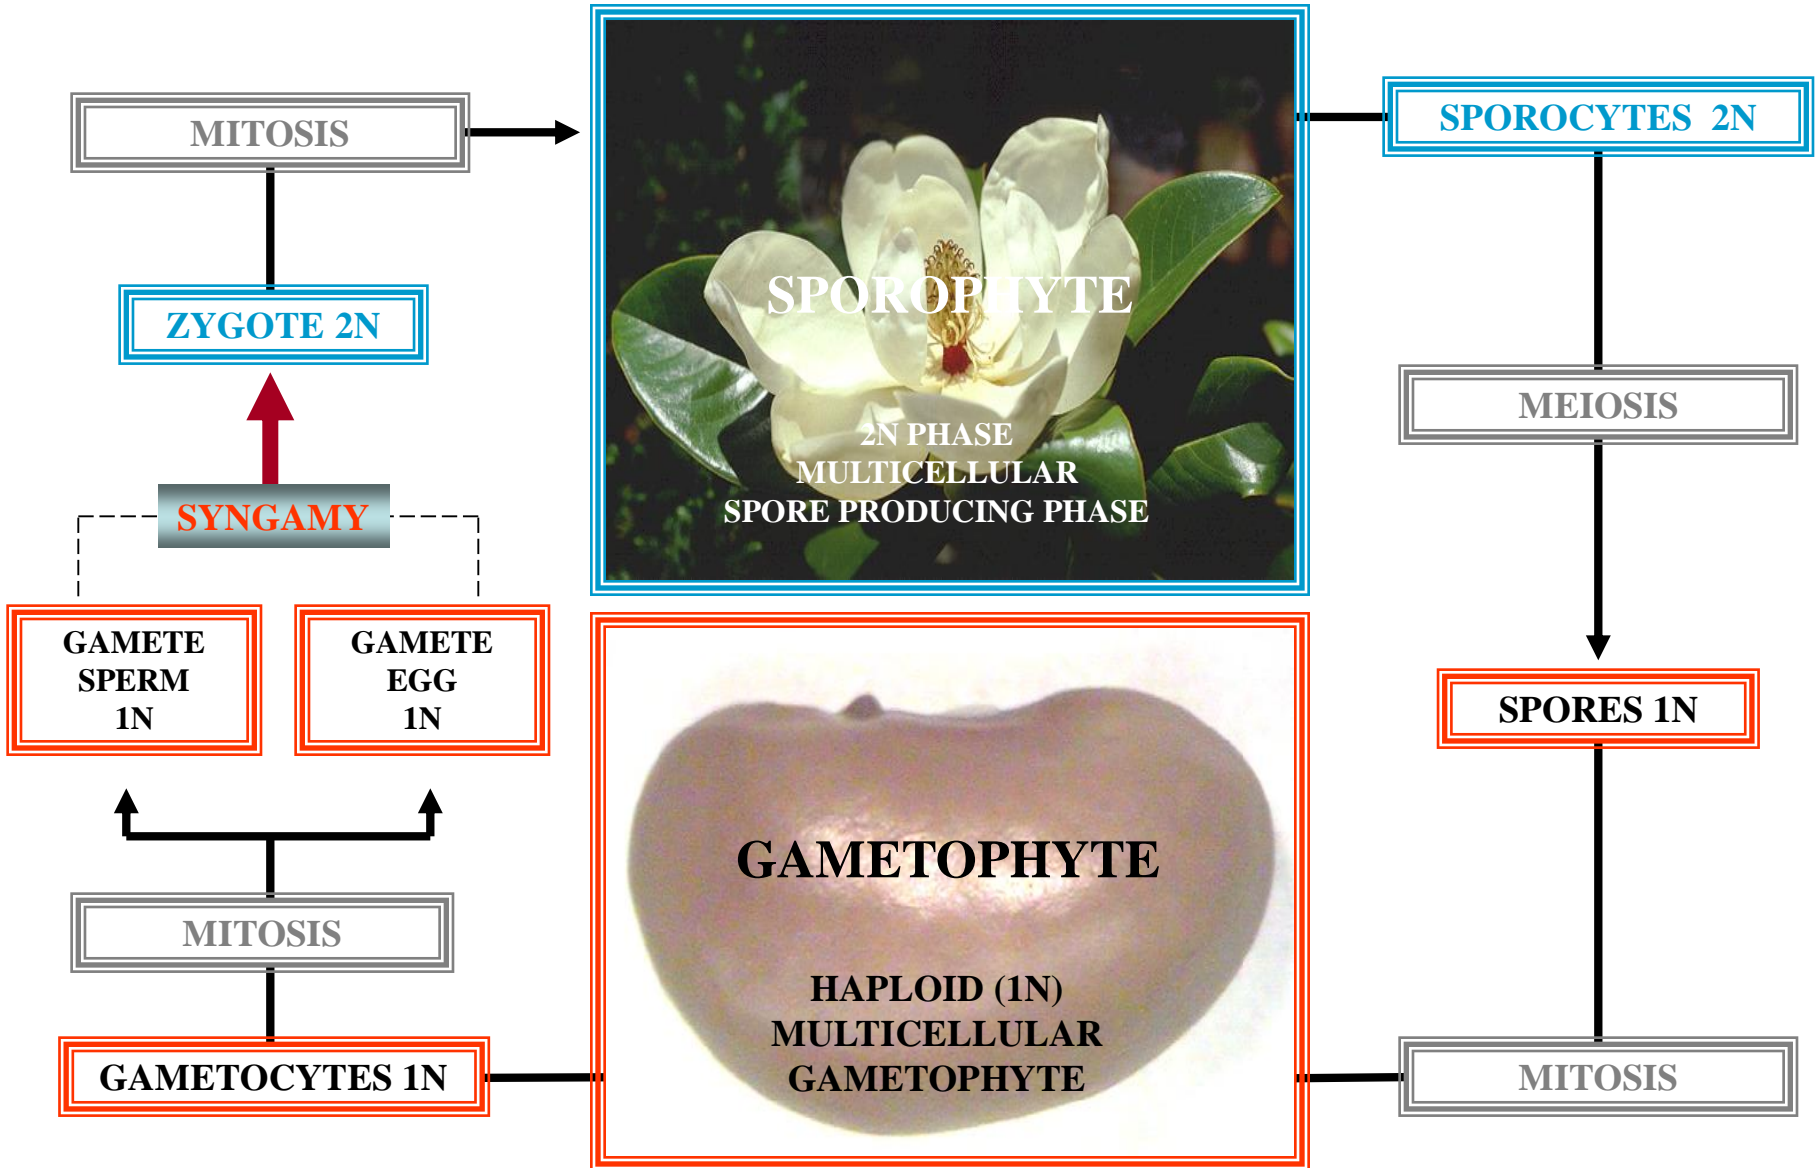 MITOSIS
SPOROCYTES 2N
ZYGOTE 2N
SPOROPHYTE
2N PHASE
MULTICELLULAR
SPORE PRODUCING PHASE
MEIOSIS
SYNGAMY
GAMETE
SPERM
1N
GAMETE
EGG
1N
SPORES 1N
GAMETOPHYTE
HAPLOID (1N)
MULTICELLULAR
GAMETOPHYTE
MITOSIS
GAMETOCYTES 1N
MITOSIS